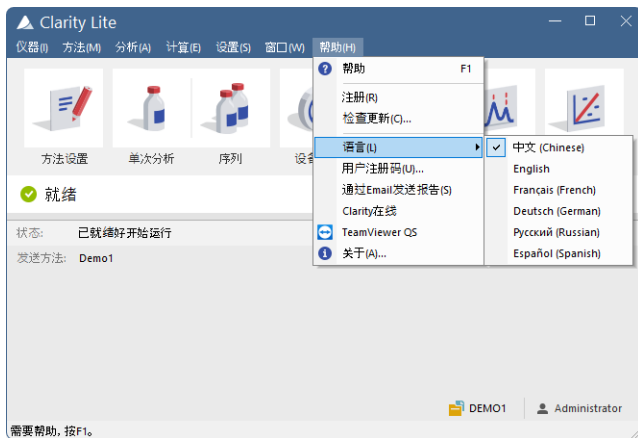 Clarity Lite
仪器(I) 方法(M) 分析(A) 计算(E) 设置(S) 窗口(W) 帮助(H)
帮助 F1
注册(R)
检查更新(C)...
语言(L)
用户注册码(U)...
通过Email发送报告(S)
Clarity在线
TeamViewer QS
关于(A)...
中文 (Chinese)
English
Français (French)
Deutsch (German)
Русский (Russian)
Español (Spanish)
方法设置 单次分析 序列
就绪
状态: 已就绪好开始运行
发送方法: Demo1
DEMO1 Administrator
需要帮助, 按F1。